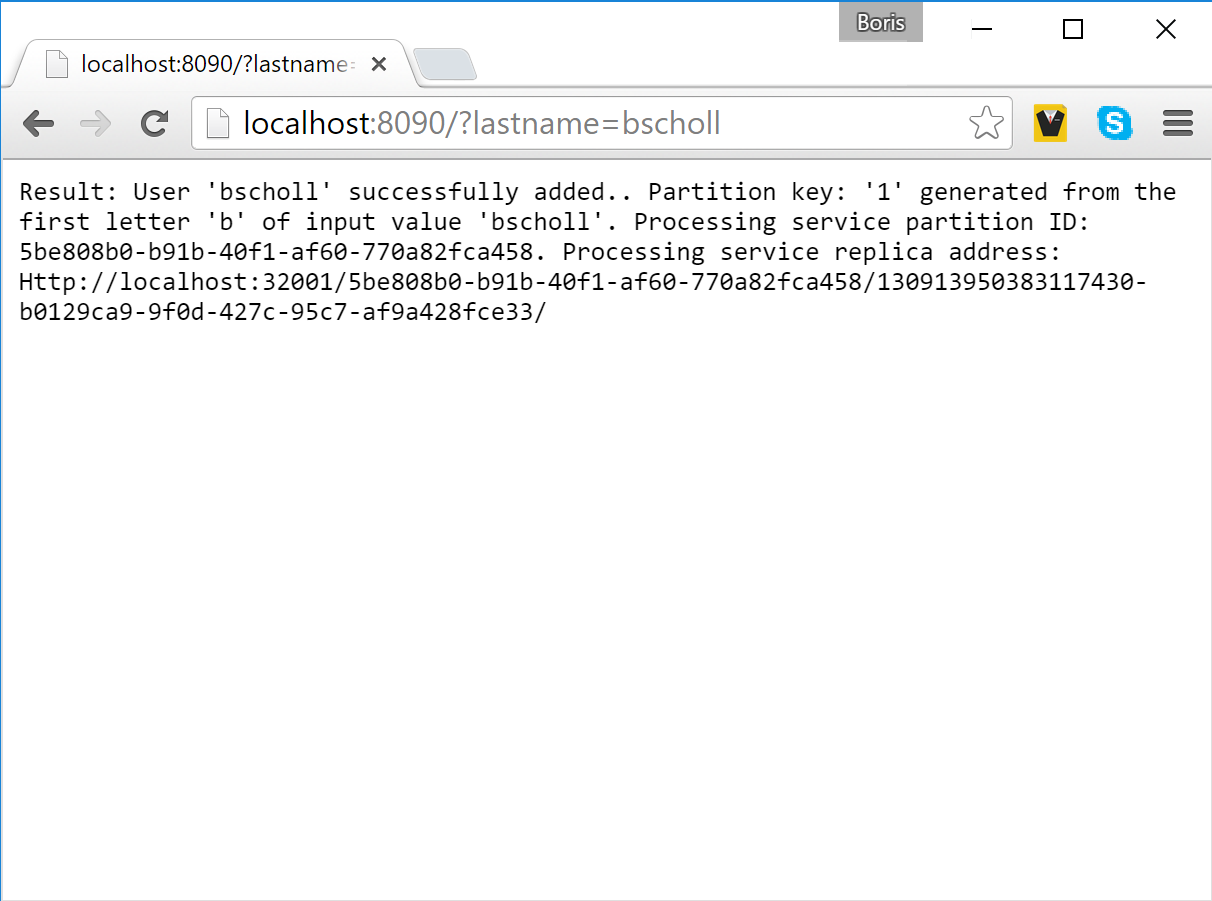 Boris
localhost:8090/?lastname=
localhost:8090/?lastname=bscholl
S
Result: User 'bscholl' successfully added.. Partition key: '1' generated from the
first letter 'b' of input value 'bscholl'. Processing service partition ID:
5be808b0-b91b-40f1-af60-770a82fca458. Processing service replica address:
Http://localhost:32001/5be808b0-b91b-40f1-af60-770a82fca458/130913950383117430-
b0129ca9-9f0d-427c-95c7-af9a428fce33/